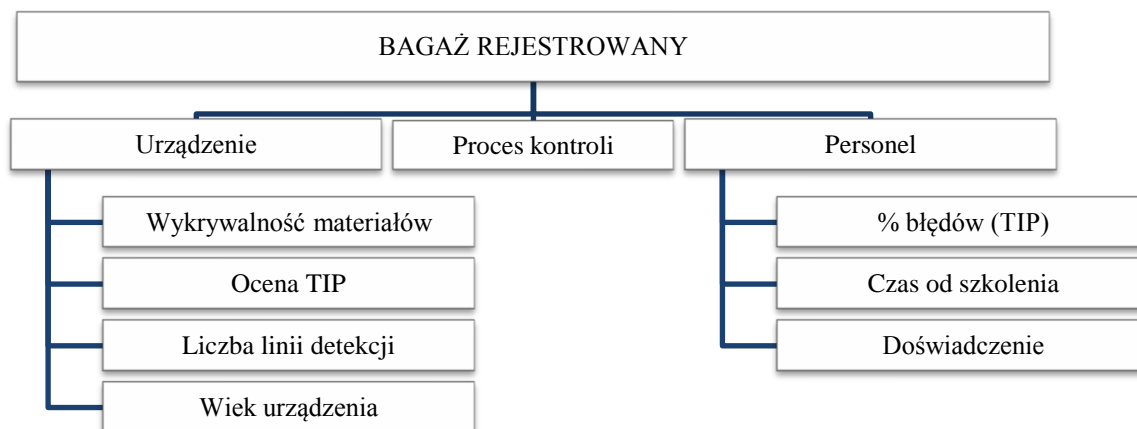 BAGAŻ REJESTROWANY
Urządzenie
Proces kontroli
Personel
Wykrywalność materiałów
Ocena TIP
Liczba linii detekcji
Wiek urządzenia
% błędów (TIP)
Czas od szkolenia
Doświadczenie